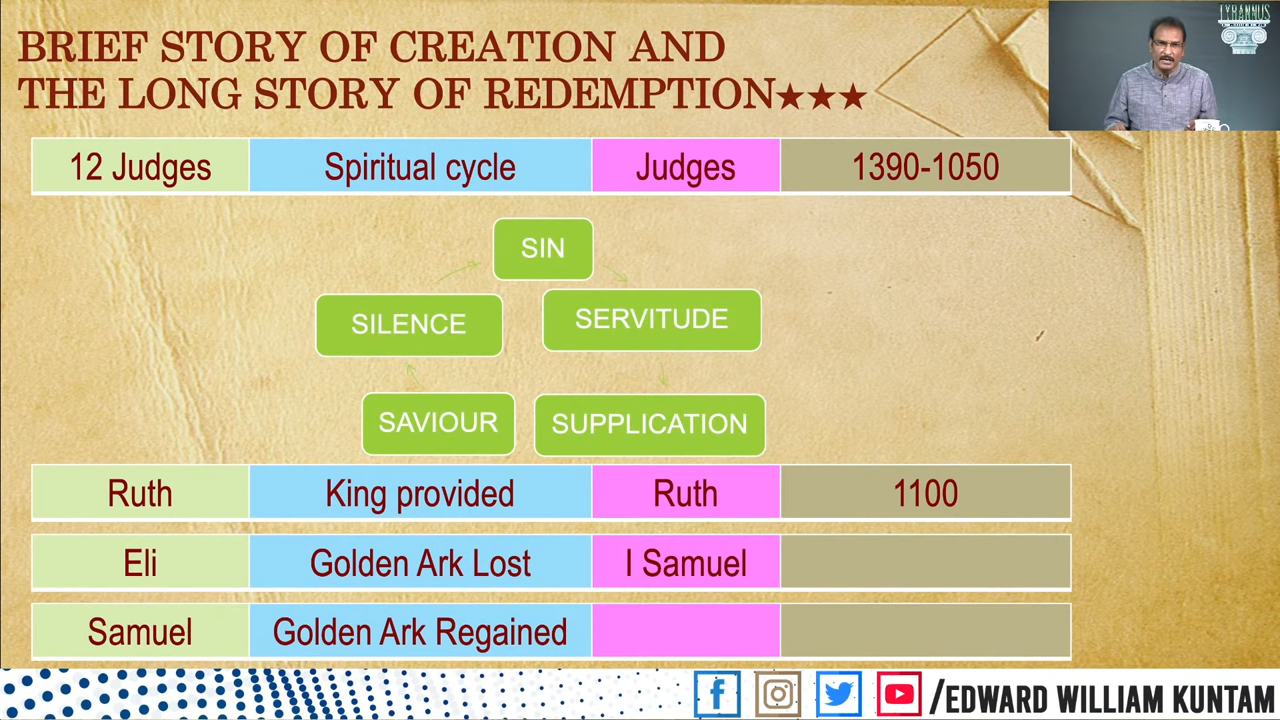 BRIEF STORY OF CREATION AND
THE LONG STORY OF REDEMPTION★★★
TYRANNUS
12 Judges Spiritual cycle Judges 1390-1050
SIN
SILENCE SERVITUDE
SAVIOUR SUPPLICATION
Ruth King provided Ruth 1100
Eli Golden Ark Lost I Samuel
Samuel Golden Ark Regained
/EDWARD WILLIAM KUNTAM